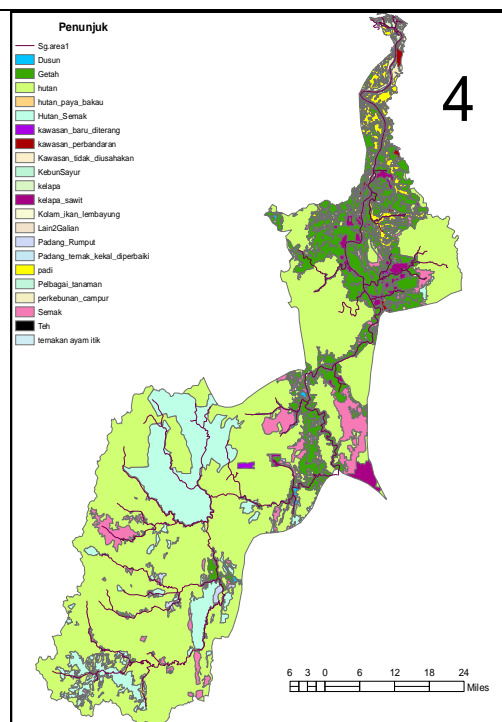 Penunjuk
Sg.area1
Dusun
Getah
hutan
hutan_paya_bakau
Hutan_Semak
kawasan_baru_diterang
kawasan_perbandaran
Kawasan_tidak_diusahakan
KebunSayur
kelapa
kelapa_sawit
Kolam_ikan_lembayung
Lain2Galian
Padang_Rumput
Padang_ternak_kekal_diperbaiki
padi
Pelbagai_tanaman
perkebunan_campur
Semak
Teh
ternakan ayam itik
4
6 3 0 6 12 18 24
Miles